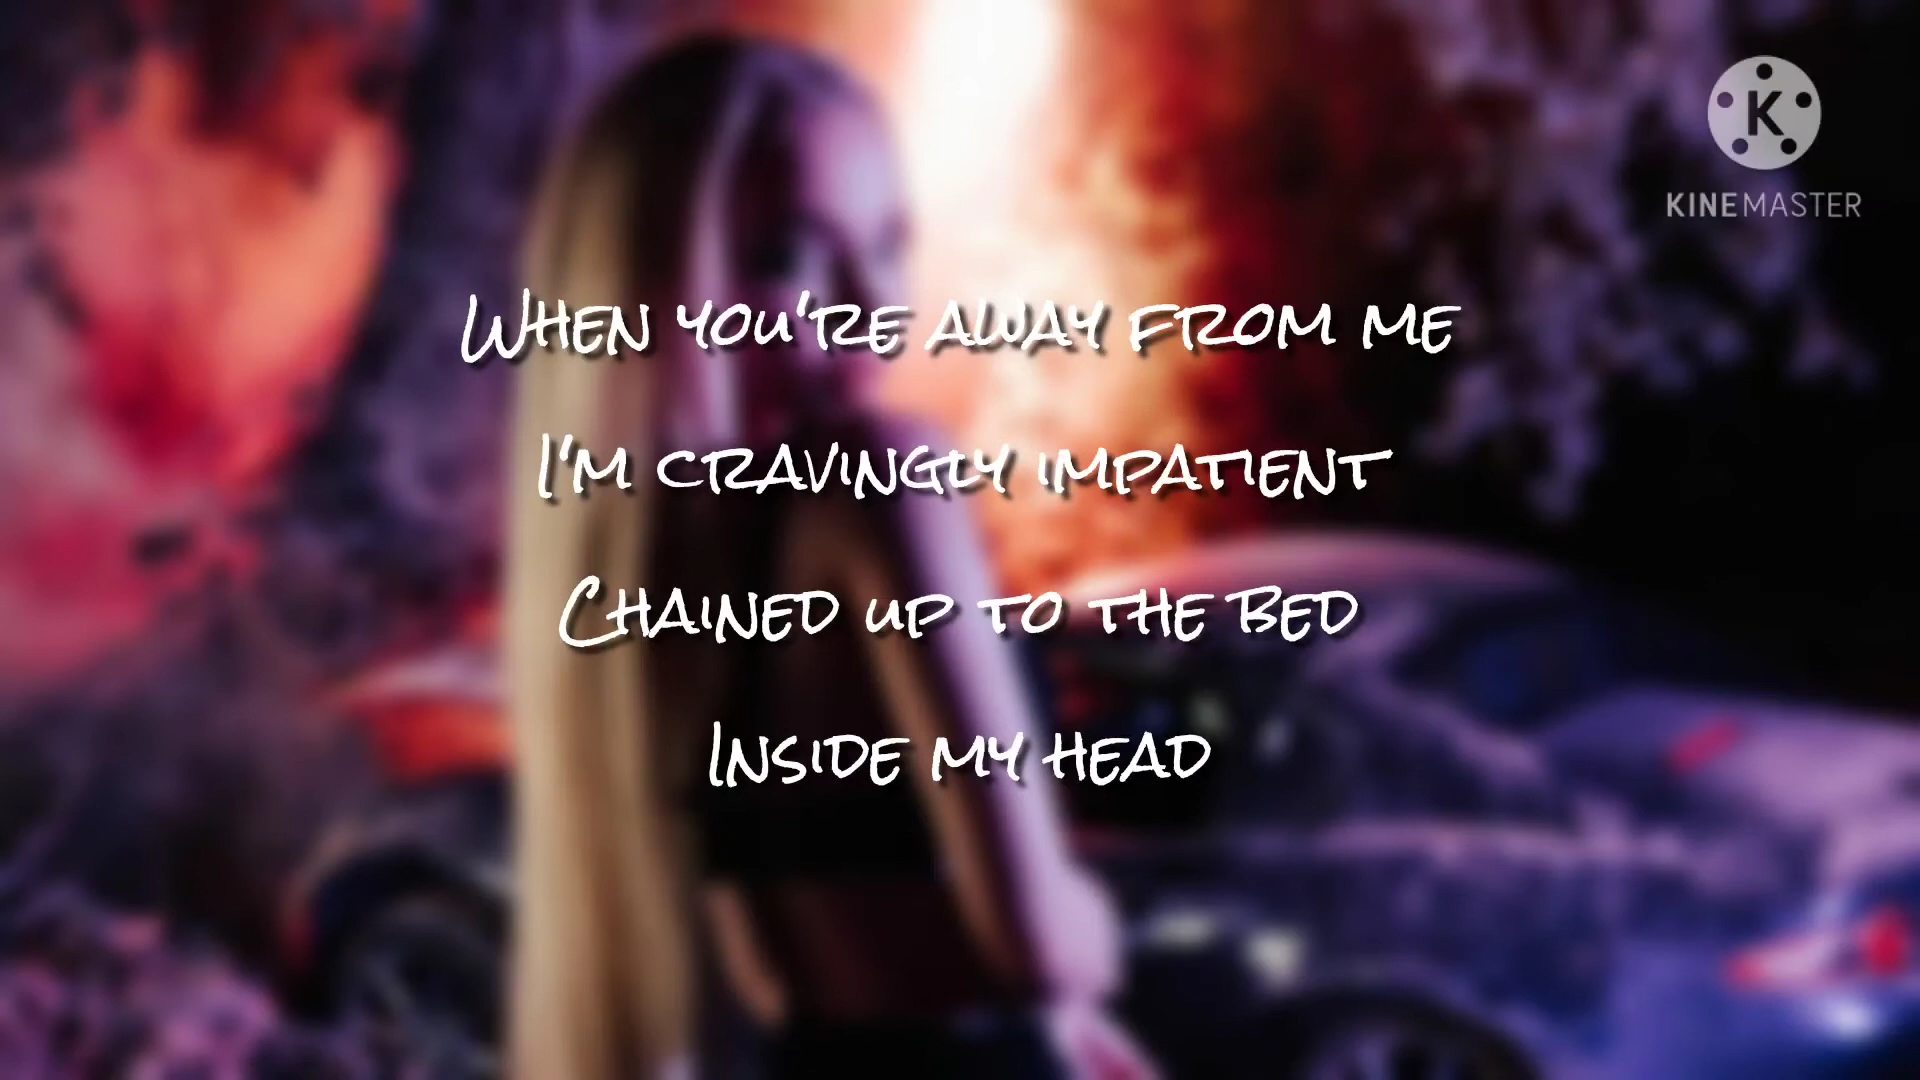 K
KINEMASTER
When you're away from me
I'm cravingly impatient
Chained up to the bed
Inside my head